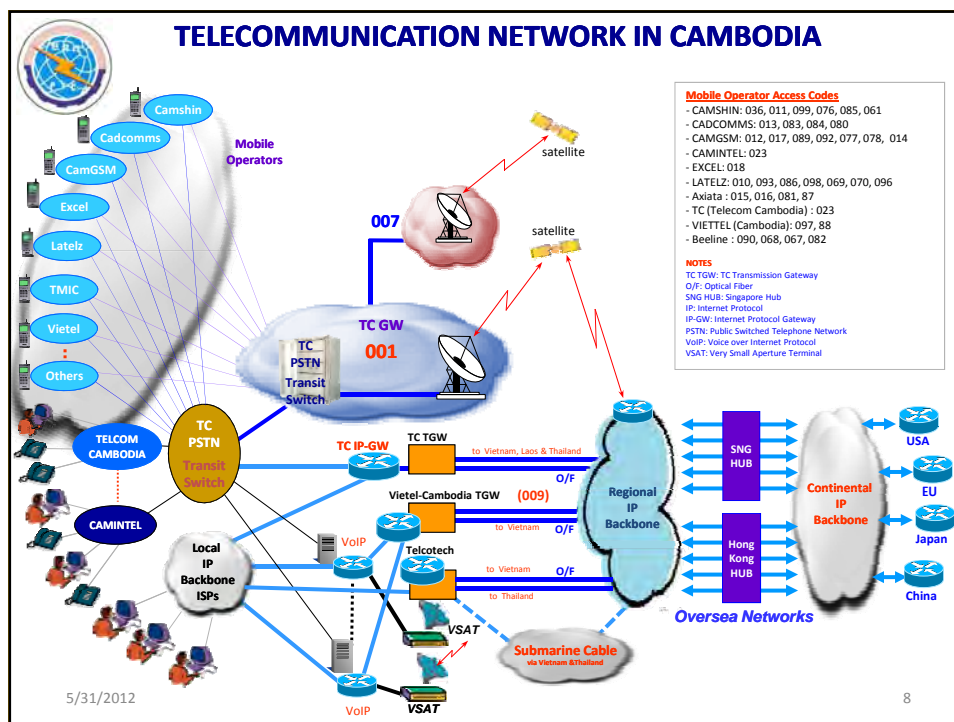 TELECOMMUNICATION NETWORK IN CAMBODIA
Camshin
Cadcomms
CamGSM
Excel
Latelz
TMIC
Vietel
Others
Mobile
Operators
satellite
satellite
007
TC GW
001
TC
PSTN
Transit
Switch
Mobile Operator Access Codes
- CAMSHIN: 036, 011, 099, 076, 085, 061
- CADCOMMS: 013, 083, 084, 080
- CAMGSM: 012, 017, 089, 092, 077, 078, 014
- CAMINTEL: 023
- EXCEL: 018
- LATELZ: 010, 093, 086, 098, 069, 070, 096
- Axiata : 015, 016, 081, 87
- TC (Telecom Cambodia) : 023
- VIETTEL (Cambodia): 097, 88
- Beeline : 090, 068, 067, 082
NOTES
TC TGW: TC Transmission Gateway
O/F: Optical Fiber
SNG HUB: Singapore Hub
IP: Internet Protocol
IP-GW: Internet Protocol Gateway
PSTN: Public Switched Telephone Network
VoIP: Voice over Internet Protocol
VSAT: Very Small Aperture Terminal
TELCOM
CAMBODIA
CAMINTEL
TC
PSTN
Transit
Switch
TC IP-GW
TC TGW
to Vietnam, Laos & Thailand
O/F
Vietel-Cambodia TGW
(009)
to Vietnam
O/F
Telcotech
to Vietnam
O/F
to Thailand
VoIP
VoIP
VSAT
VSAT
Local
IP
Backbone
ISPs
Submarine Cable
via Vietnam &Thailand
Regional
IP
Backbone
SNG
HUB
Hong
Kong
HUB
Continental
IP
Backbone
USA
EU
Japan
China
Oversea Networks
5/31/2012
8